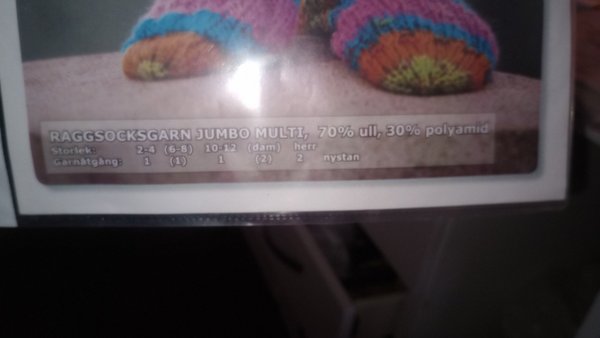 RAGGSOCKSGARN JUMBO MULTI, 70% ull, 30% polyamid
Storlek: 2-4 (6-8) 10-12 (dam) herr
Garnåtgång: 1 (1) 1 (2) 2 nystan